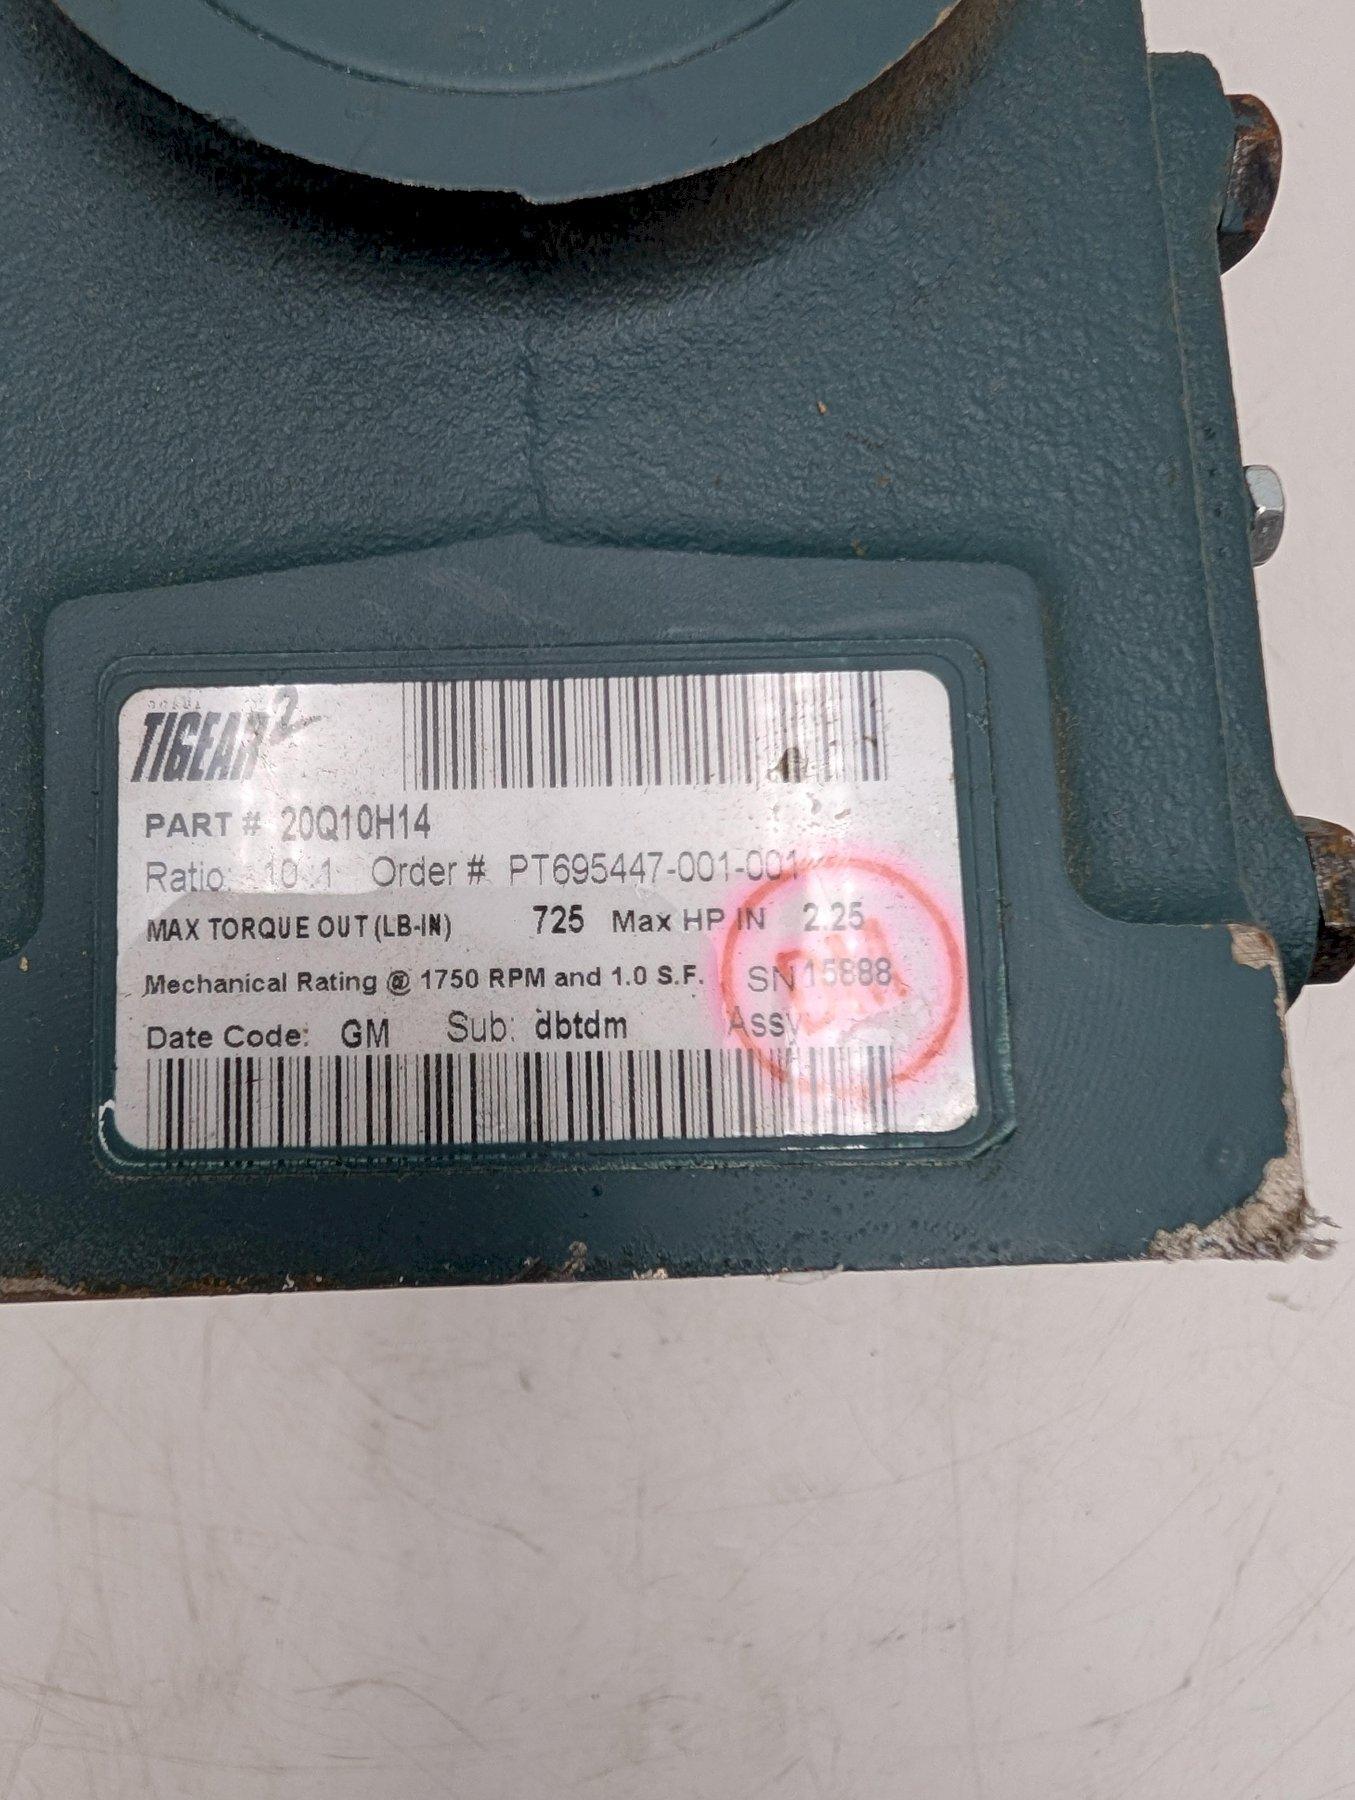 TIGEAR 2
PART # 20Q10H14
Ratio: 10:1 Order # PT695447-001-001
MAX TORQUE OUT (LB-IN) 725 Max HP IN 2.25
Mechanical Rating @ 1750 RPM and 1.0 S.F. SN 15888
Date Code: GM Sub: dbtdm Assy